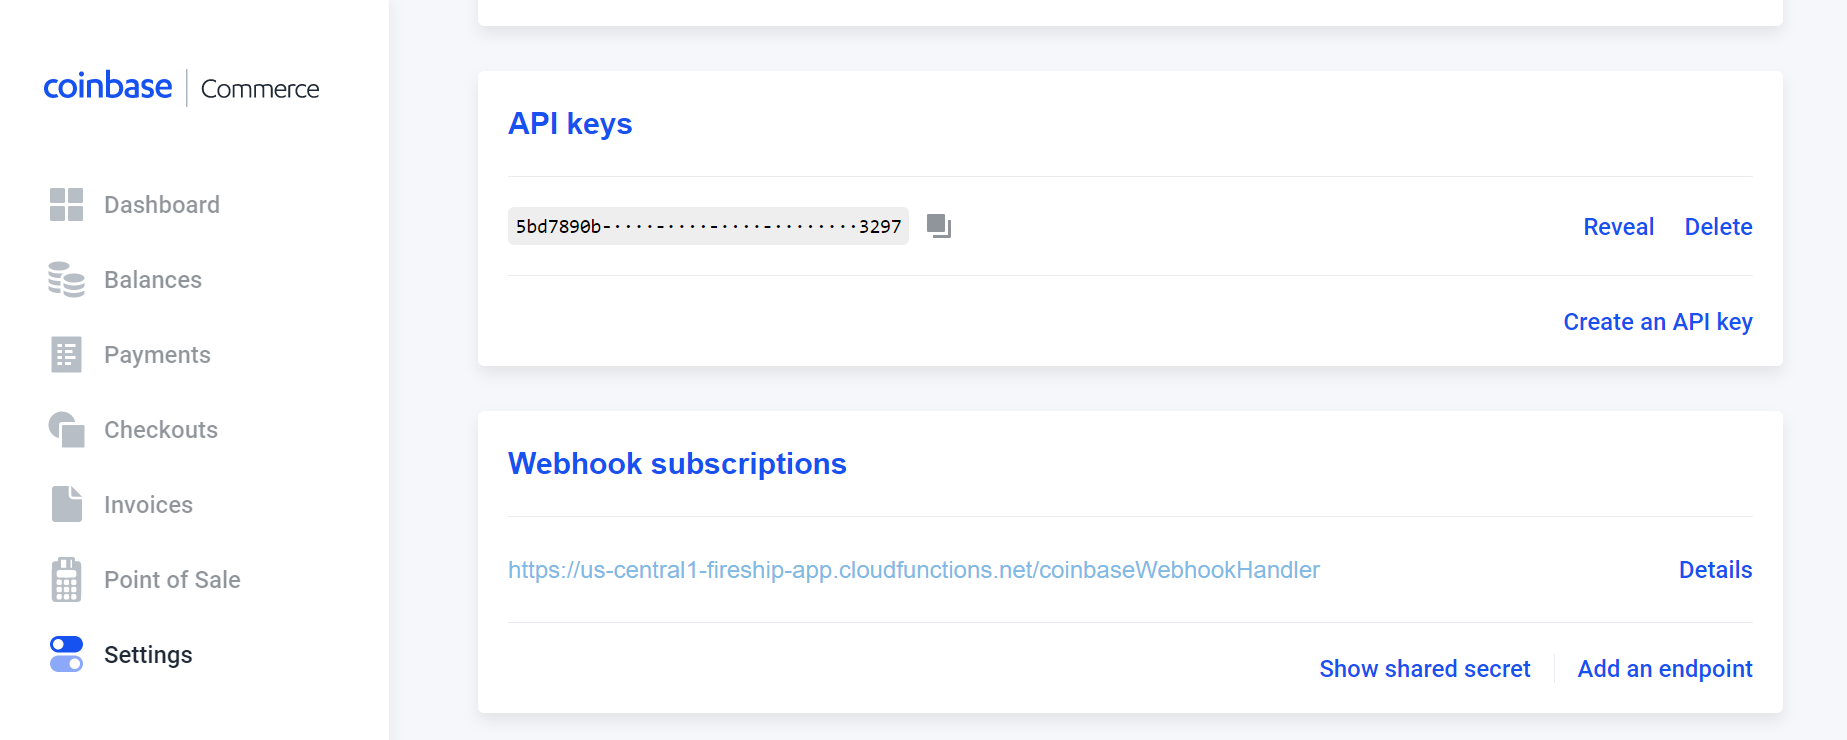 coinbase | Commerce
Dashboard
Balances
Payments
Checkouts
Invoices
Point of Sale
Settings
API keys
5bd7890b-····-····-····-········3297
Reveal Delete
Create an API key
Webhook subscriptions
https://us-central1-fireship-app.cloudfunctions.net/coinbaseWebhookHandler
Details
Show shared secret Add an endpoint